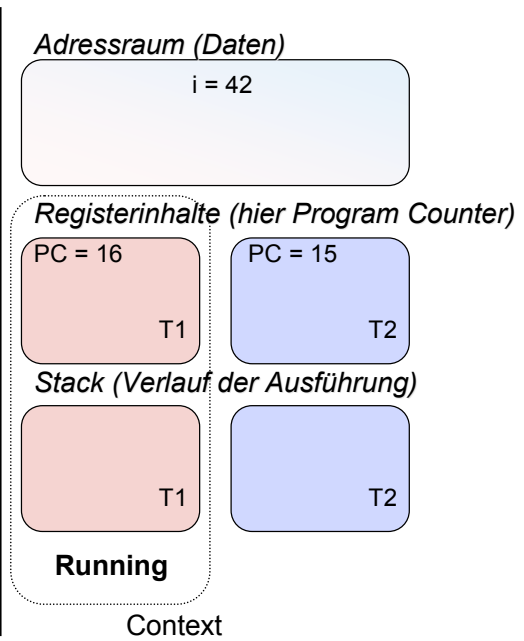 Adressraum (Daten)
i = 42
Registerinhalte (hier Program Counter)
PC = 16
PC = 15
T1
T2
Stack (Verlauf der Ausführung)
T1
T2
Running
Context